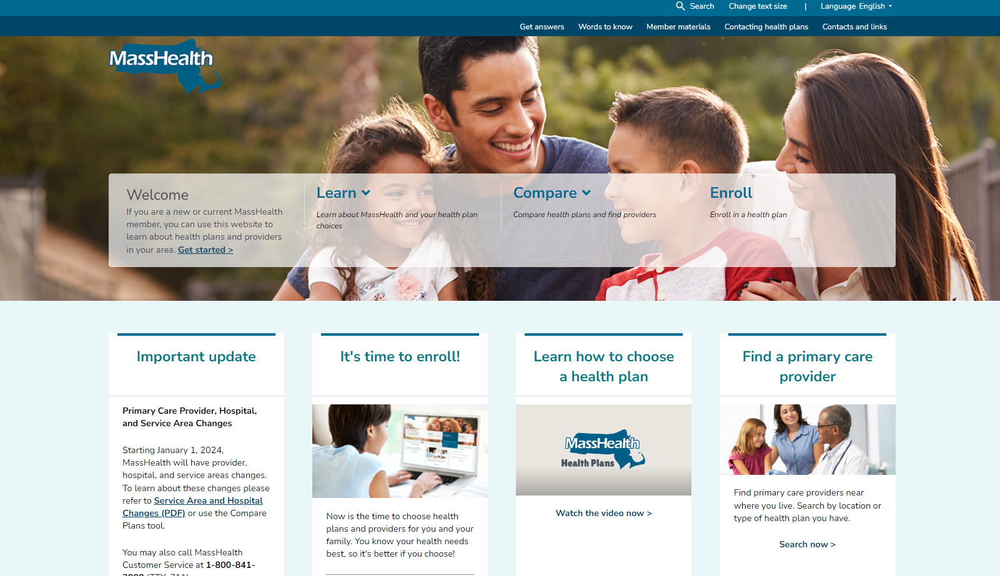 Search Change text size | Language English
Get answers Words to know Member materials Contacting health plans Contacts and links
MassHealth
Welcome
If you are a new or current MassHealth
member, you can use this website to
learn about health plans and providers
in your area. Get started >
Learn
Learn about MassHealth and your health plan
choices
Compare
Compare health plans and find providers
Enroll
Enroll in a health plan
Important update
Primary Care Provider, Hospital,
and Service Area Changes
Starting January 1, 2024,
MassHealth will have provider,
hospital, and service areas changes.
To learn about these changes please
refer to Service Area and Hospital
Changes (PDF) or use the Compare
Plans tool.
You may also call MassHealth
Customer Service at 1-800-841-
2900 (TTY: 711)
It's time to enroll!
Now is the time to choose health
plans and providers for you and your
family. You know your health needs
best, so it's better if you choose!
Learn how to choose
a health plan
MassHealth
Health Plans
Watch the video now >
Find a primary care
provider
Find primary care providers near
where you live. Search by location or
type of health plan you have.
Search now >